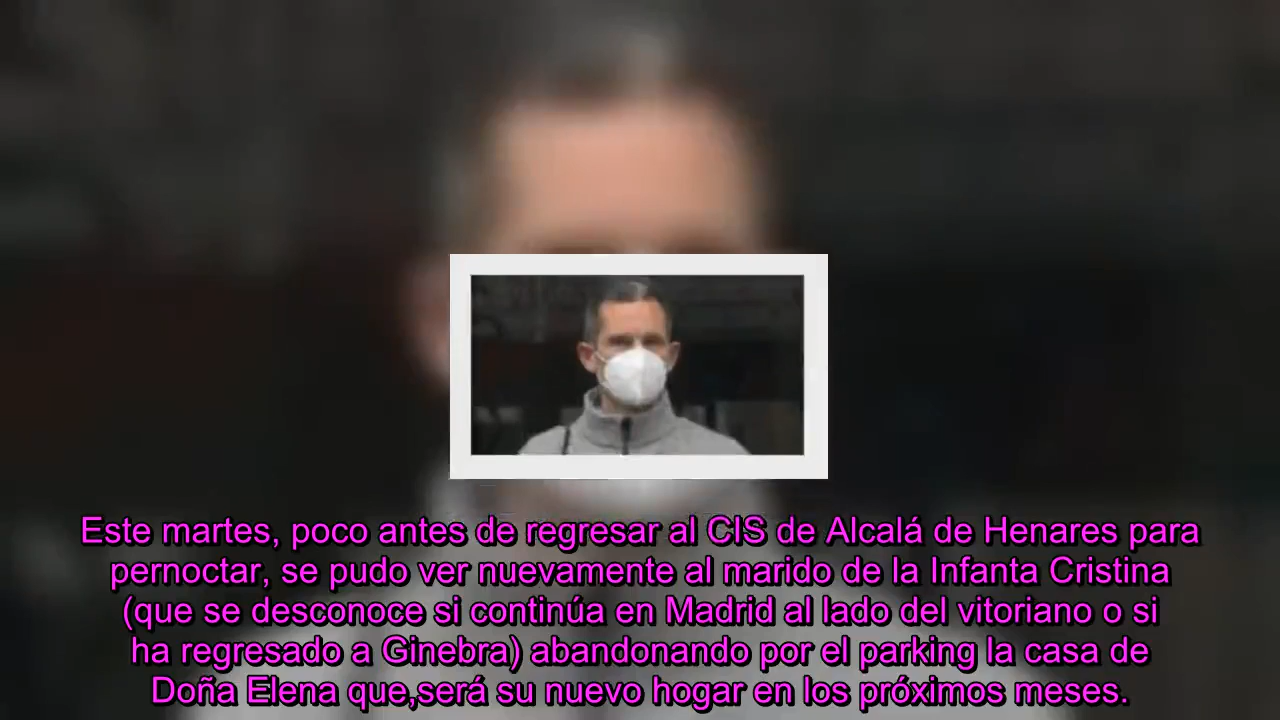 Este martes, poco antes de regresar al CIS de Alcalá de Henares para
pernoctar, se pudo ver nuevamente al marido de la Infanta Cristina
(que se desconoce si continúa en Madrid al lado del vitoriano o si
ha regresado a Ginebra) abandonando por el parking la casa de
Doña Elena que,será su nuevo hogar en los próximos meses.